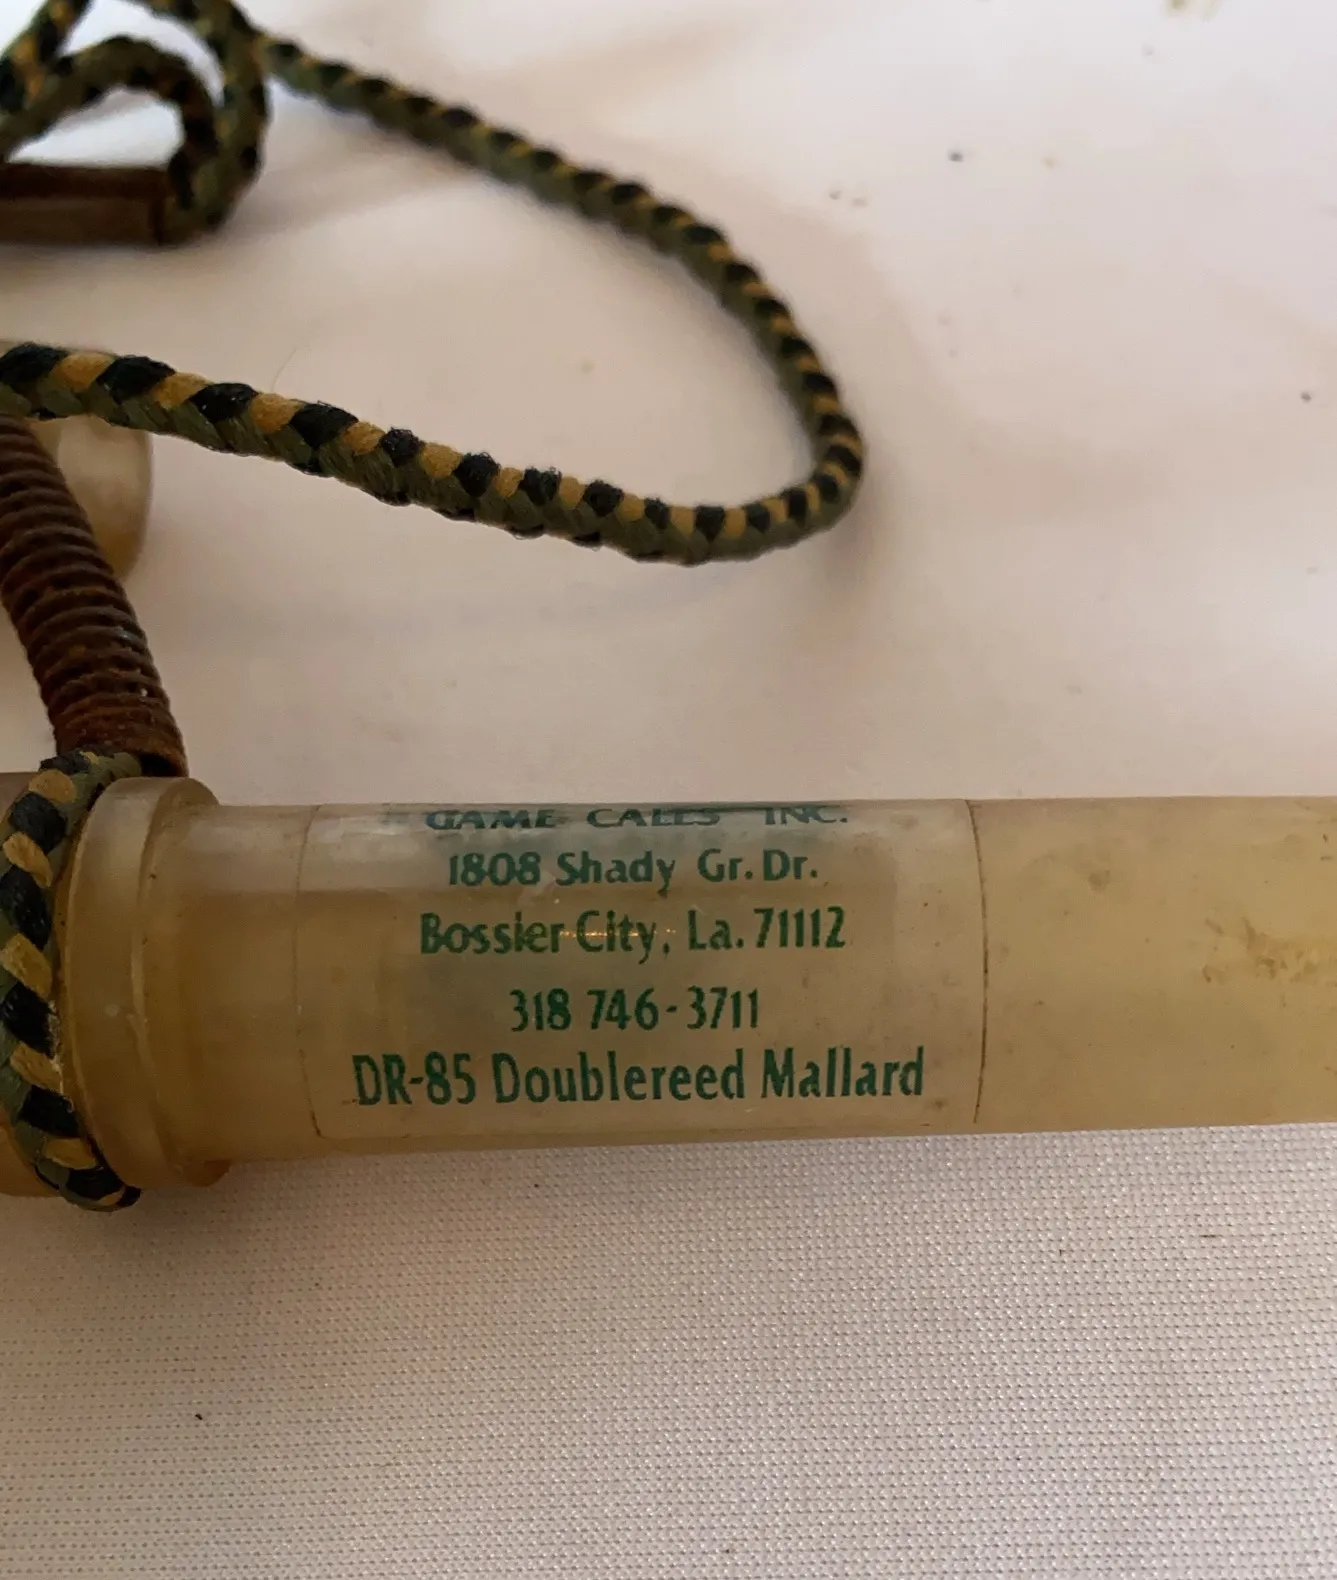 GAME CALLS INC.
1808 Shady Gr. Dr.
Bossier City, La. 71112
318 746-3711
DR-85 Doublereed Mallard